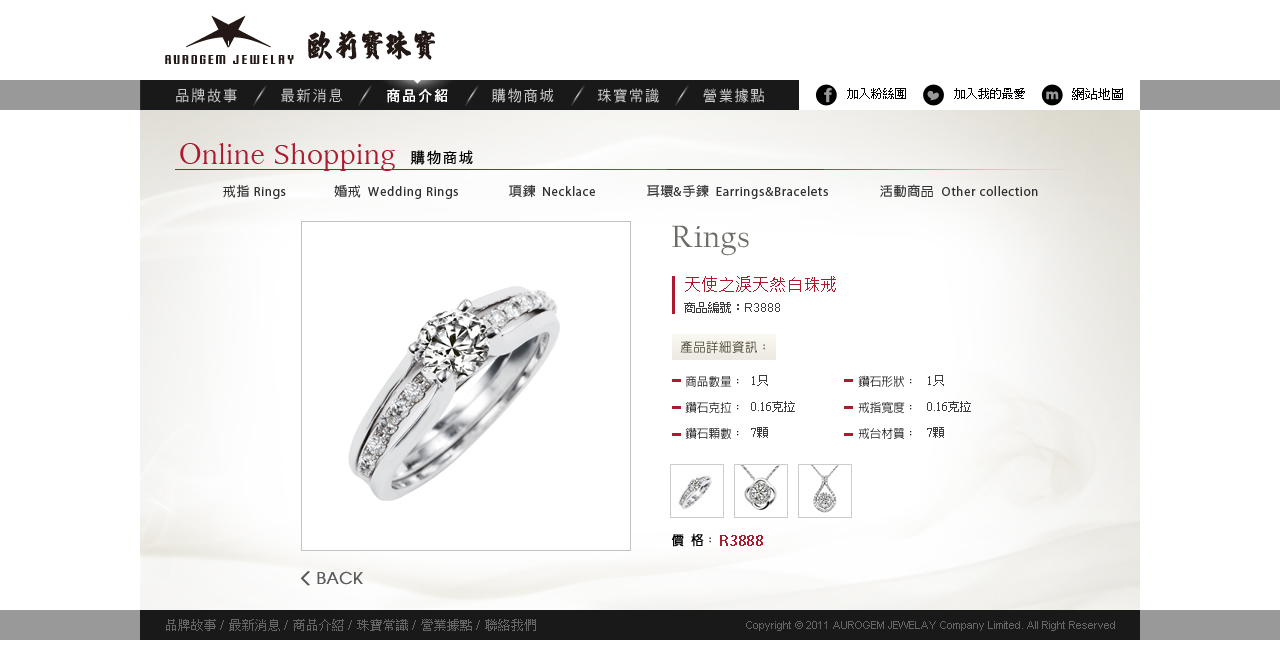 AUROGEM JEWELAY 歐莉寶珠寶
品牌故事 / 最新消息 / 商品介紹 / 購物商城 / 珠寶常識 / 營業據點 f 加入粉絲團 加入我的最愛 m 網站地圖
Online Shopping 購物商城
戒指 Rings 婚戒 Wedding Rings 項鍊 Necklace 耳環&手鍊 Earrings&Bracelets 活動商品 Other collection
Rings
天使之淚天然白珠戒
商品編號：R3888
產品詳細資訊：
商品數量： 1只 鑽石形狀： 1只
鑽石克拉： 0.16克拉 戒指寬度： 0.16克拉
鑽石顆數： 7顆 戒台材質： 7顆
價 格： R3888
BACK
品牌故事 / 最新消息 / 商品介紹 / 珠寶常識 / 營業據點 / 聯絡我們 Copyright © 2011 AUROGEM JEWELAY Company Limited. All Right Reserved